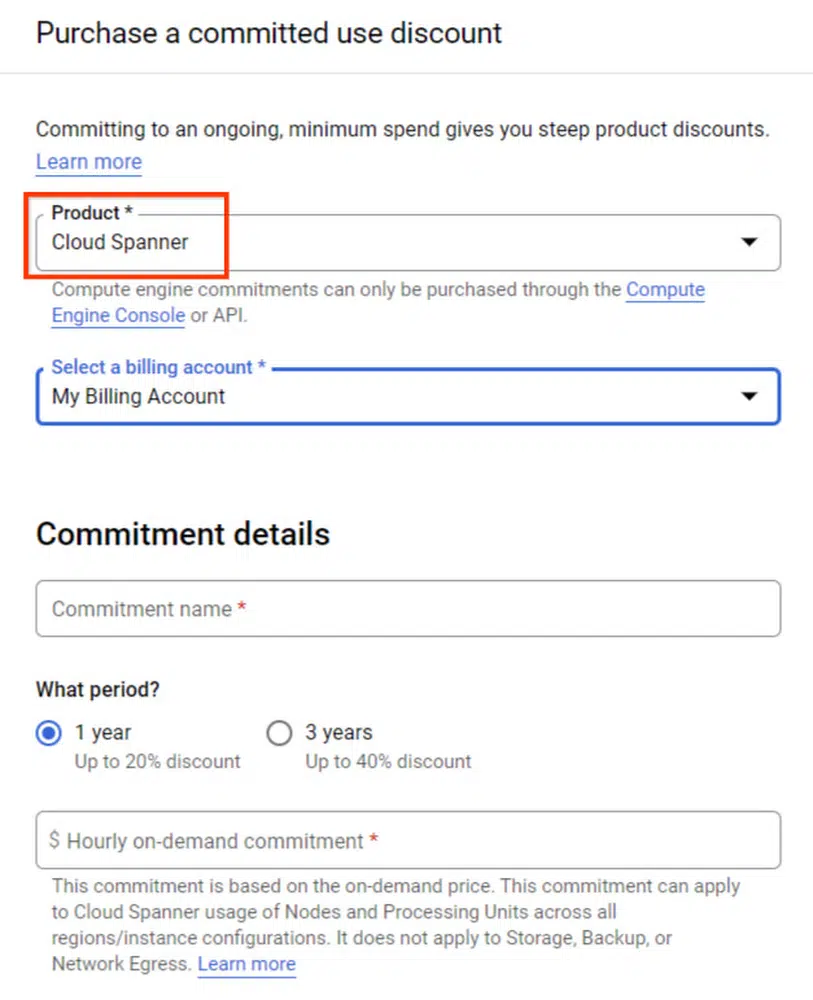 Purchase a committed use discount
Committing to an ongoing, minimum spend gives you steep product discounts.
Learn more
Product *
Cloud Spanner
Compute engine commitments can only be purchased through the Compute
Engine Console or API.
Select a billing account *
My Billing Account
Commitment details
Commitment name *
What period?
1 year 3 years
Up to 20% discount Up to 40% discount
$ Hourly on-demand commitment *
This commitment is based on the on-demand price. This commitment can apply
to Cloud Spanner usage of Nodes and Processing Units across all
regions/instance configurations. It does not apply to Storage, Backup, or
Network Egress. Learn more